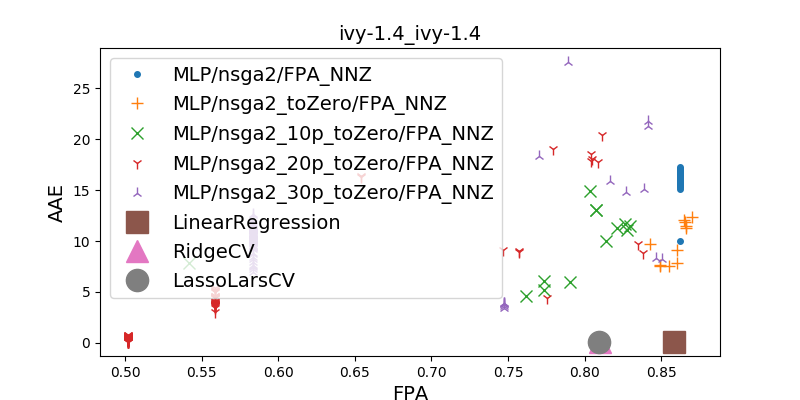 ivy-1.4_ivy-1.4
AAE
25
20
15
10
5
0
MLP/nsga2/FPA_NNZ
MLP/nsga2_toZero/FPA_NNZ
MLP/nsga2_10p_toZero/FPA_NNZ
MLP/nsga2_20p_toZero/FPA_NNZ
MLP/nsga2_30p_toZero/FPA_NNZ
LinearRegression
RidgeCV
LassoLarsCV
0.50 0.55 0.60 0.65 0.70 0.75 0.80 0.85
FPA